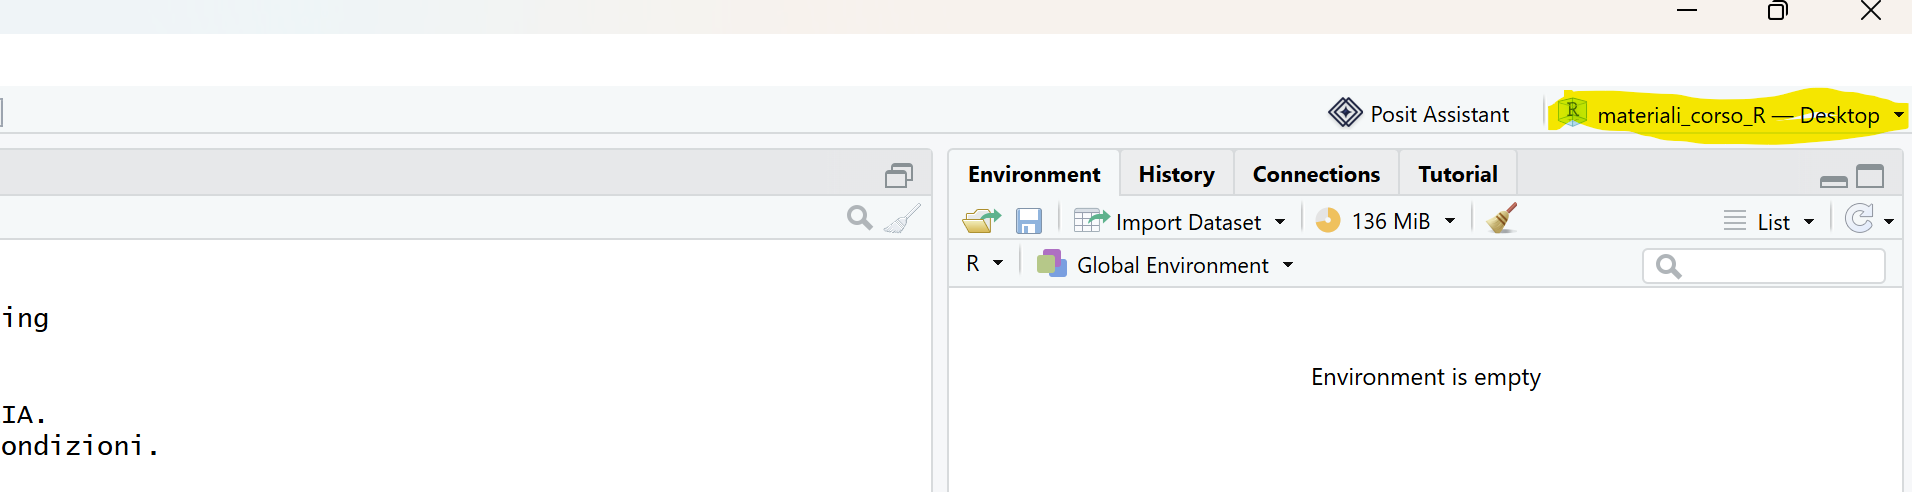 Posit Assistant
materiali_corso_R — Desktop
Environment History Connections Tutorial
Import Dataset 136 MiB List
R Global Environment
ing
Environment is empty
IA.
ondizioni.